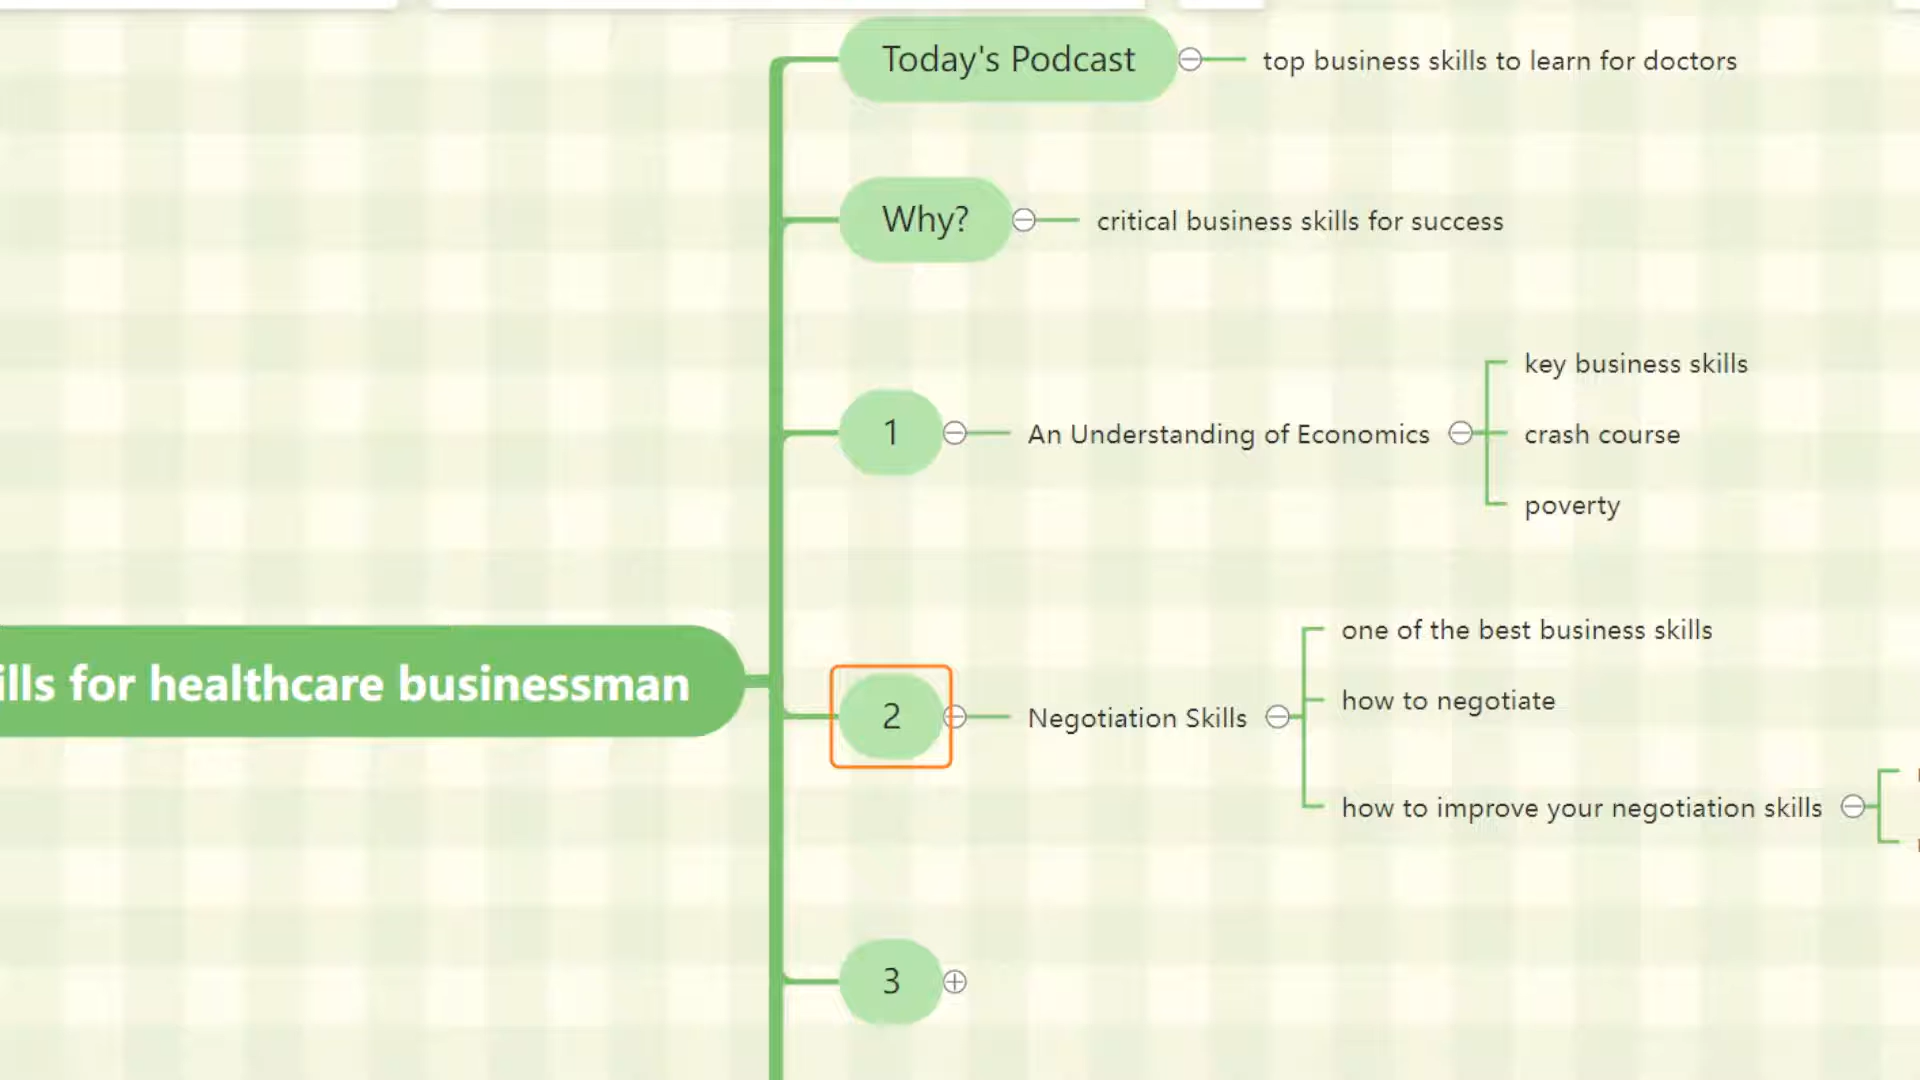 Today's Podcast
top business skills to learn for doctors
Why?
critical business skills for success
1
An Understanding of Economics
key business skills
crash course
poverty
ills for healthcare businessman
2
Negotiation Skills
one of the best business skills
how to negotiate
how to improve your negotiation skills
3